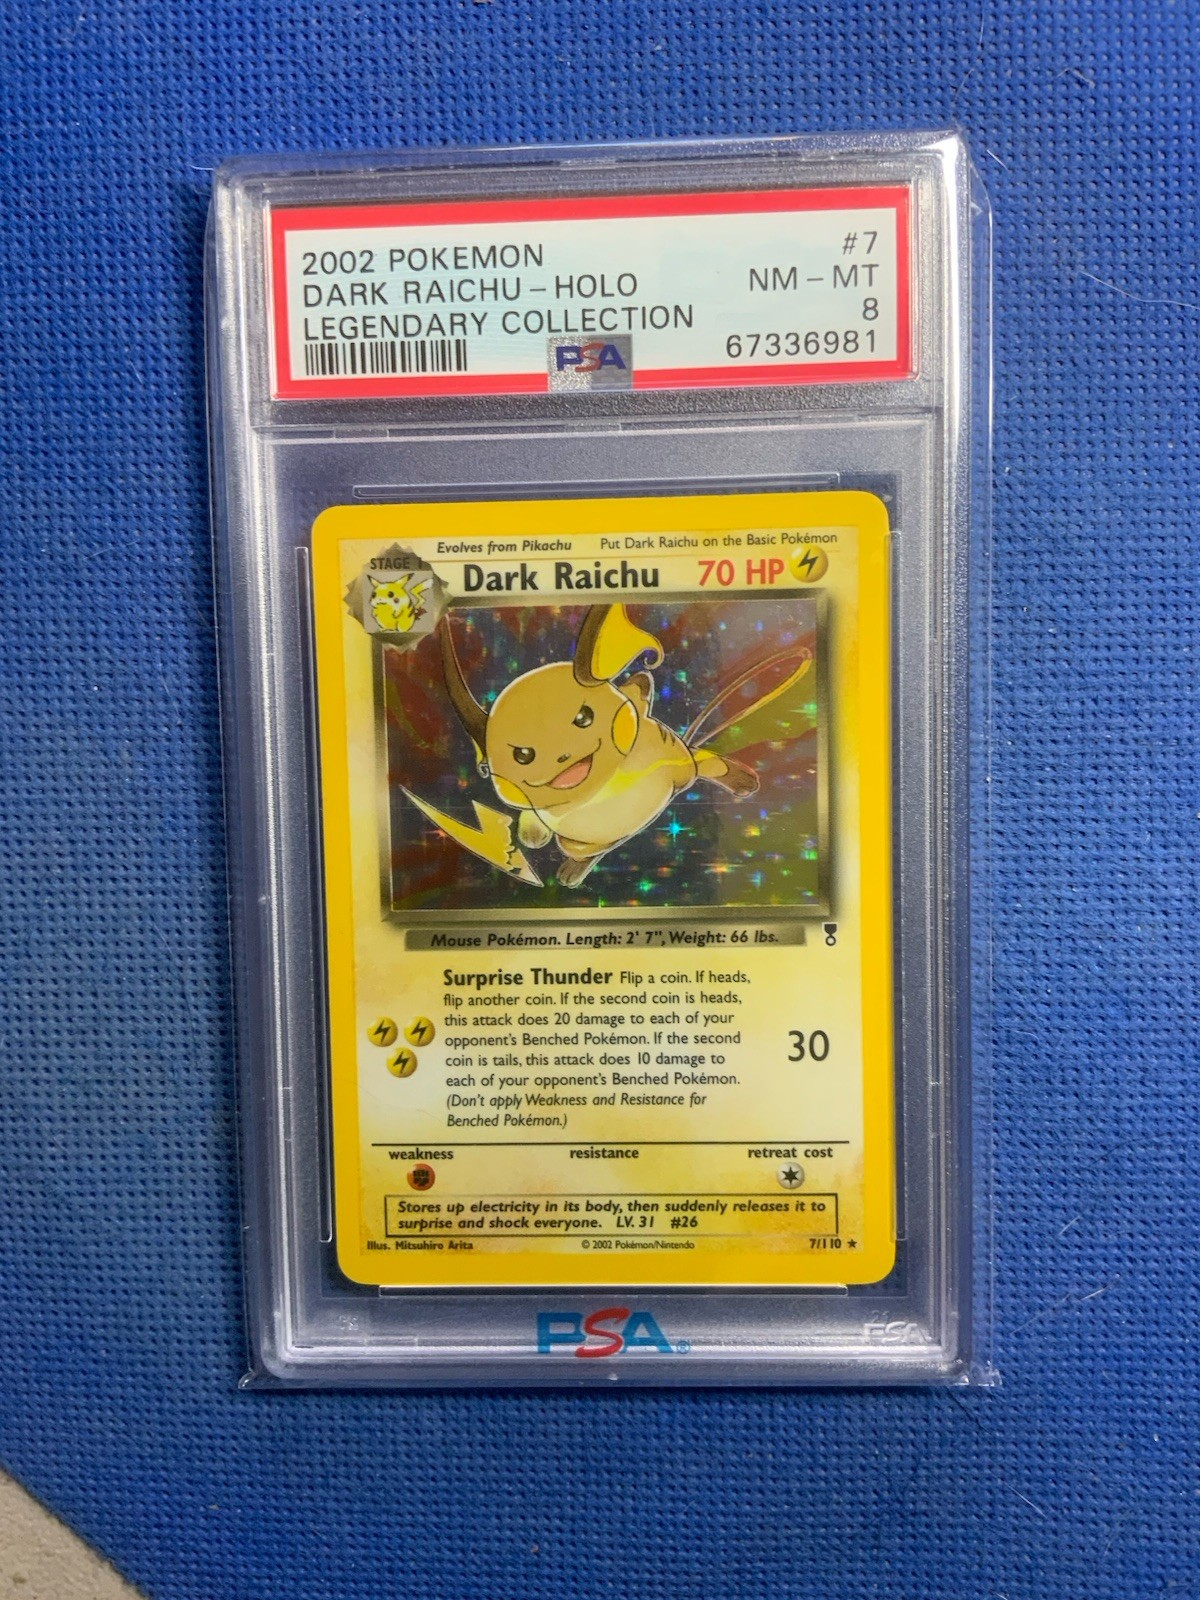 2002 POKEMON #7
DARK RAICHU - HOLO NM - MT
LEGENDARY COLLECTION 8
PSA 67336981
Evolves from Pikachu Put Dark Raichu on the Basic Pokémon
STAGE 1
Dark Raichu 70 HP
Mouse Pokémon. Length: 2' 7", Weight: 66 lbs.
Surprise Thunder Flip a coin. If heads,
flip another coin. If the second coin is heads,
this attack does 20 damage to each of your
opponent's Benched Pokémon. If the second
coin is tails, this attack does 10 damage to
each of your opponent's Benched Pokémon.
(Don't apply Weakness and Resistance for
Benched Pokémon.)
30
weakness resistance retreat cost
Stores up electricity in its body, then suddenly releases it to
surprise and shock everyone. LV. 31 #26
Illus. Mitsuhiro Arita © 2002 Pokémon/Nintendo 7/110 ★
PSA®
PSA